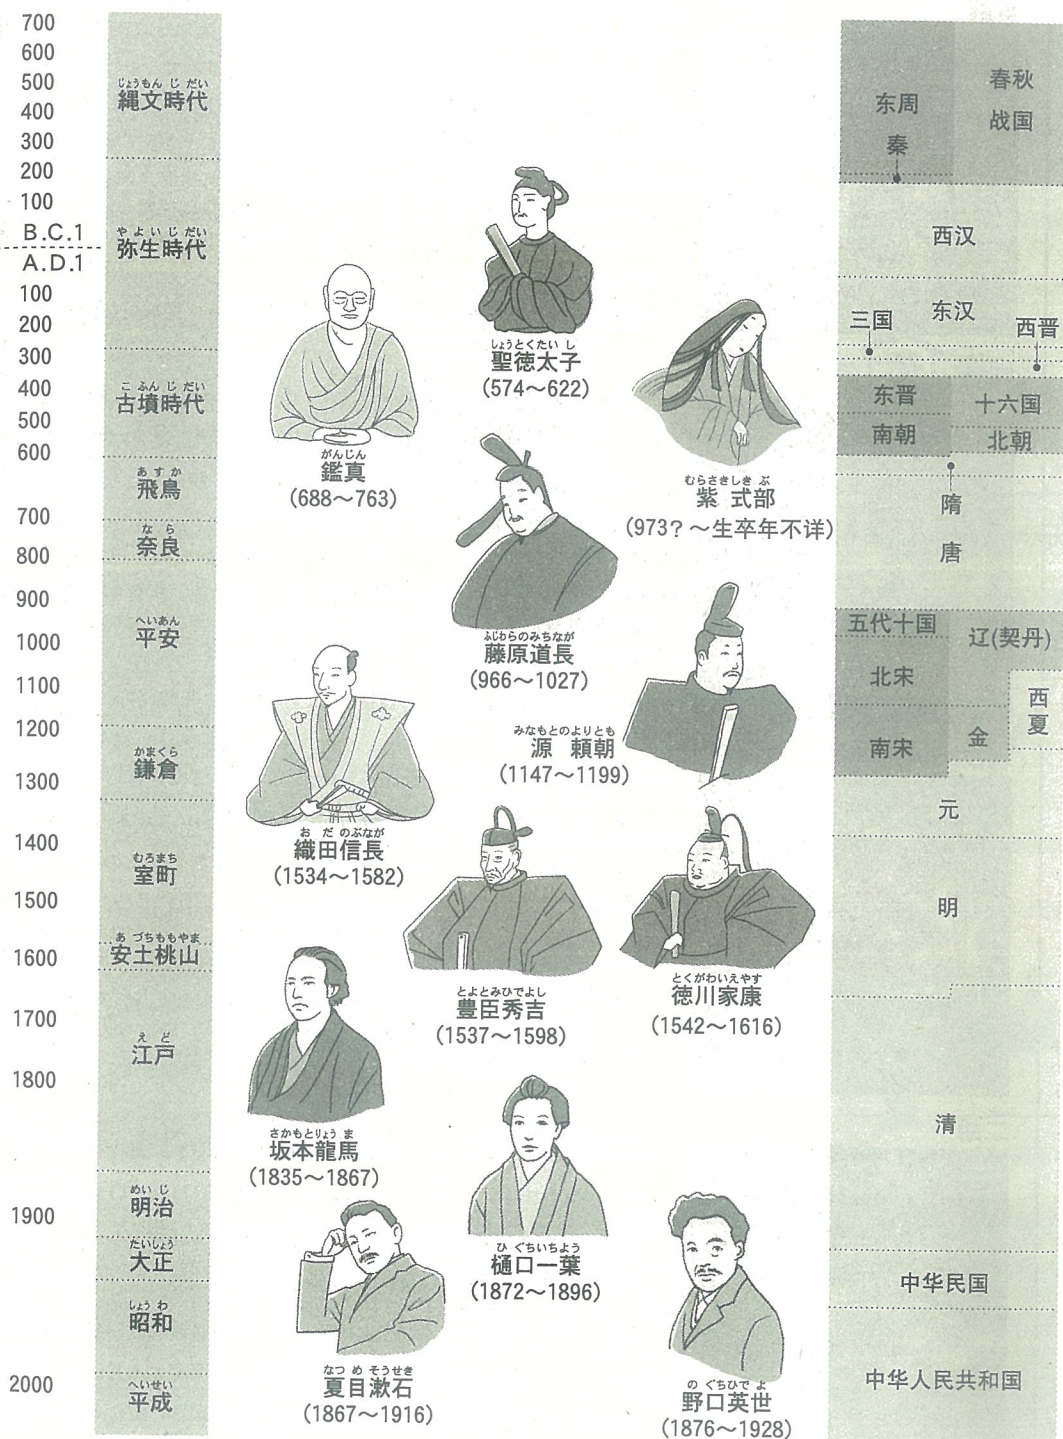 700
600
500
400
300
200
100
B.C.1
A.D.1
100
200
300
400
500
600
700
800
900
1000
1100
1200
1300
1400
1500
1600
1700
1800
1900
2000
じょうもん じ だい
縄文時代
や よい じ だい
弥生時代
こ ふん じ だい
古墳時代
あ す か
飛鳥
な ら
奈良
へいあん
平安
かまくら
鎌倉
むろまち
室町
あ づちももやま
安土桃山
え ど
江戸
めい じ
明治
たいしょう
大正
しょう わ
昭和
へいせい
平成
しょうとくたい し
聖徳太子
(574～622)
がんじん
鑑真
(688～763)
むらさきしき ぶ
紫 式部
(973？～生卒年不详)
ふじわらのみちなが
藤原道長
(966～1027)
みなもとのよりとも
源 頼朝
(1147～1199)
お だ のぶなが
織田信長
(1534～1582)
とよとみひでよし
豊臣秀吉
(1537～1598)
とくがわいえやす
徳川家康
(1542～1616)
さかもとりょう ま
坂本龍馬
(1835～1867)
ひ ぐちいちよう
樋口一葉
(1872～1896)
なつ め そうせき
夏目漱石
(1867～1916)
の ぐちひで よ
野口英世
(1876～1928)
东周
春秋
战国
秦
西汉
东汉
三国
西晋
东晋
十六国
南朝
北朝
隋
唐
五代十国
辽(契丹)
北宋
西夏
南宋
金
元
明
清
中华民国
中华人民共和国